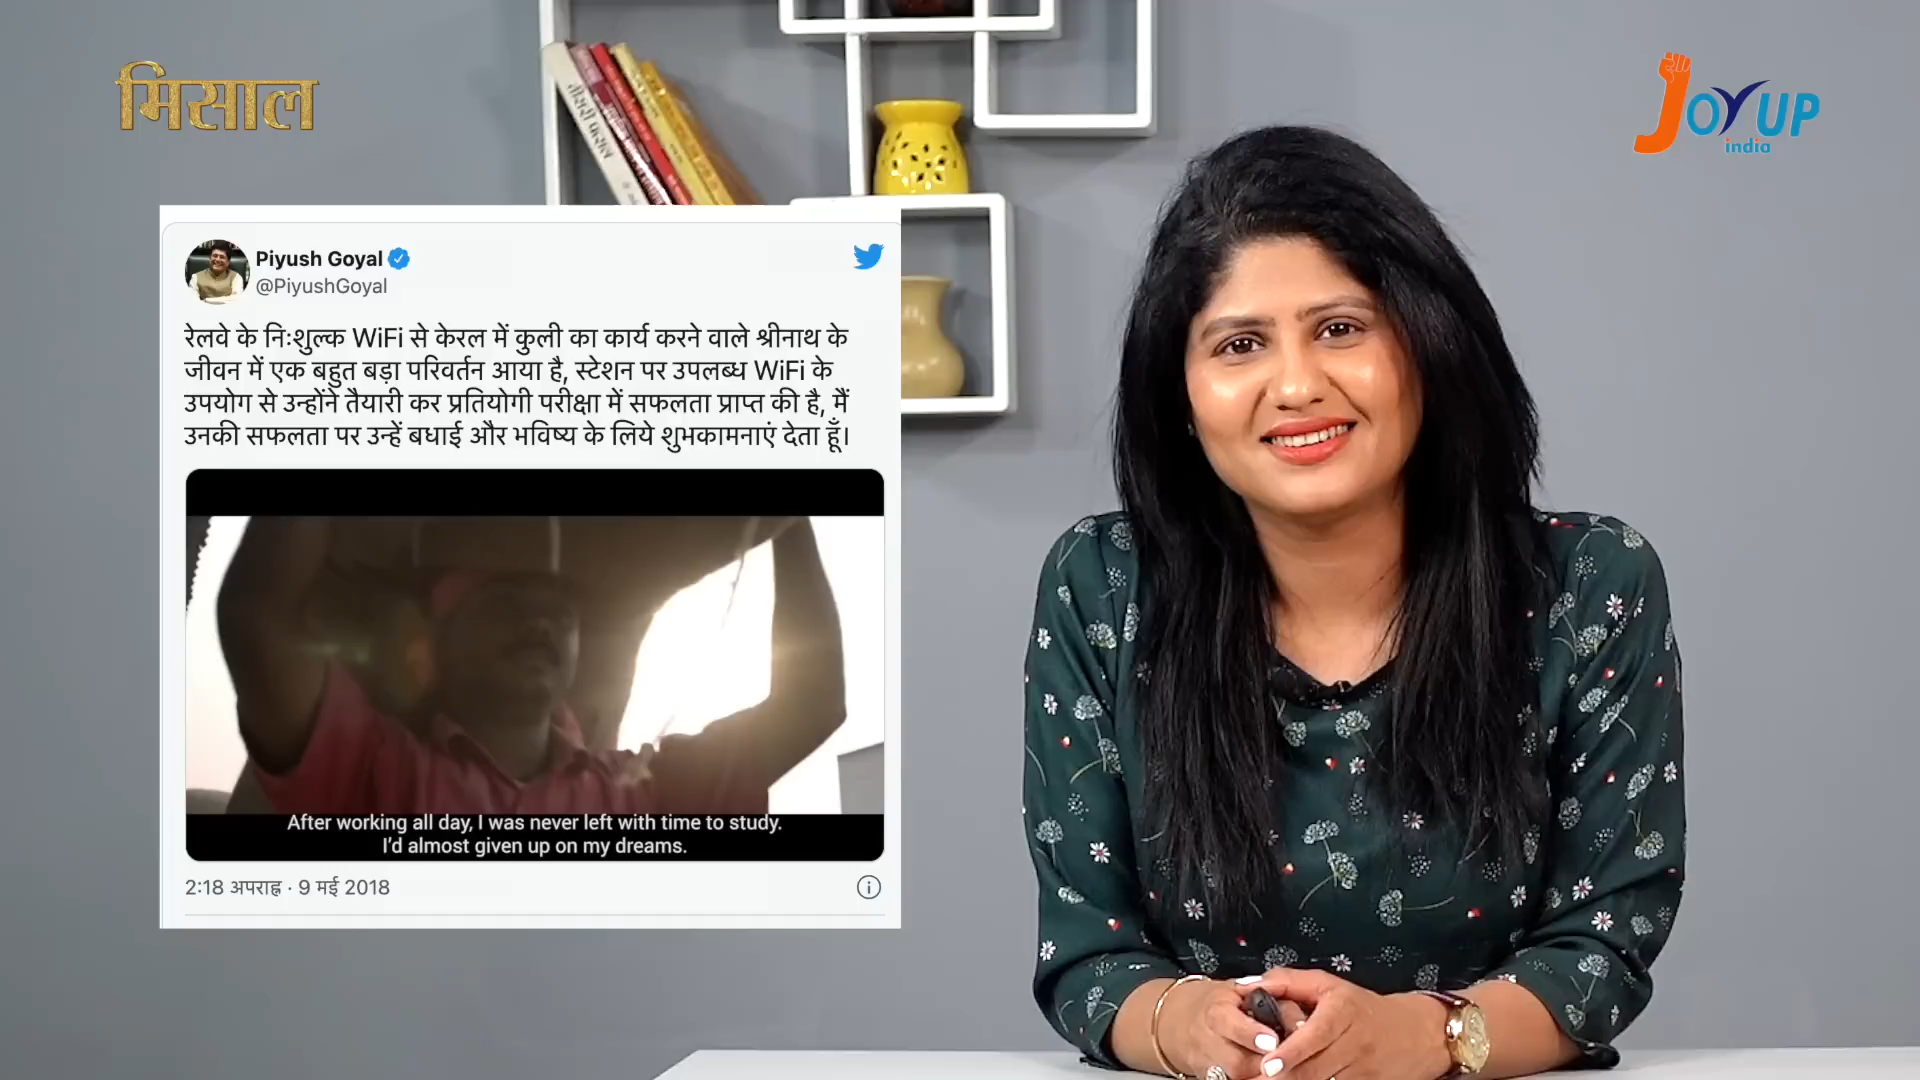 मिसाल
JOY UP
india
तीसरी फसल
Piyush Goyal
@PiyushGoyal
रेलवे के निःशुल्क WiFi से केरल में कुली का कार्य करने वाले श्रीनाथ के
जीवन में एक बहुत बड़ा परिवर्तन आया है, स्टेशन पर उपलब्ध WiFi के
उपयोग से उन्होंने तैयारी कर प्रतियोगी परीक्षा में सफलता प्राप्त की है, मैं
उनकी सफलता पर उन्हें बधाई और भविष्य के लिये शुभकामनाएं देता हूँ।
After working all day, I was never left with time to study.
I'd almost given up on my dreams.
2:18 अपराह्न · 9 मई 2018